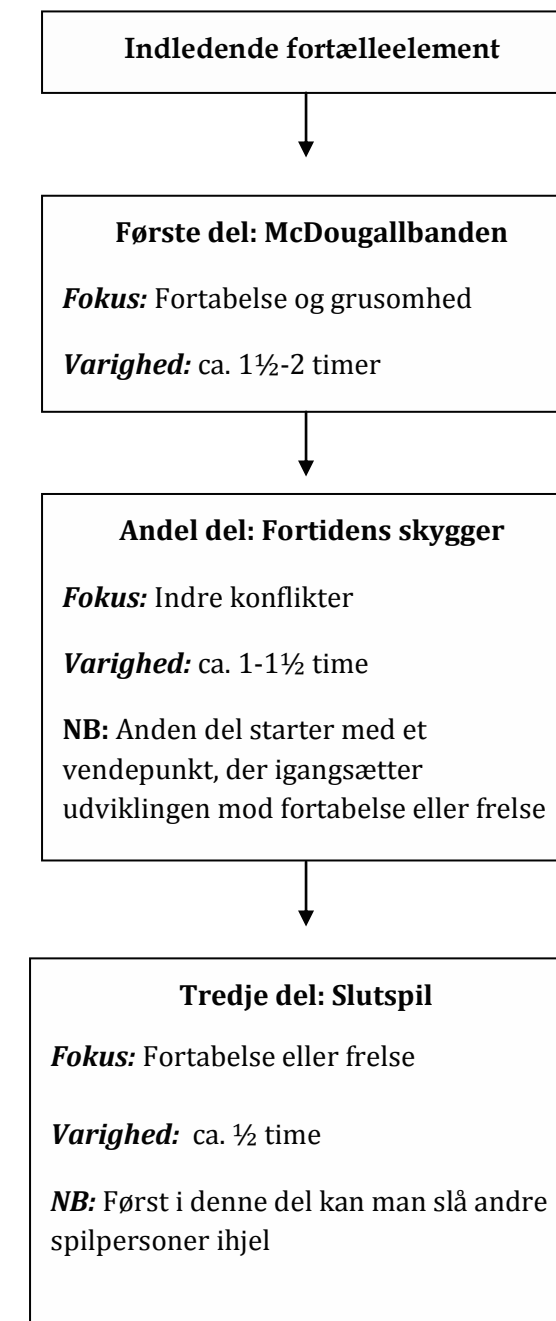 Indledende fortælleelement
Første del: McDougallbanden
Fokus: Fortabelse og grusomhed
Varighed: ca. 1½-2 timer
Andel del: Fortidens skygger
Fokus: Indre konflikter
Varighed: ca. 1-1½ time
NB: Anden del starter med et
vendepunkt, der igangsætter
udviklingen mod fortabelse eller frelse
Tredje del: Slutspil
Fokus: Fortabelse eller frelse
Varighed: ca. ½ time
NB: Først i denne del kan man slå andre
spilpersoner ihjel